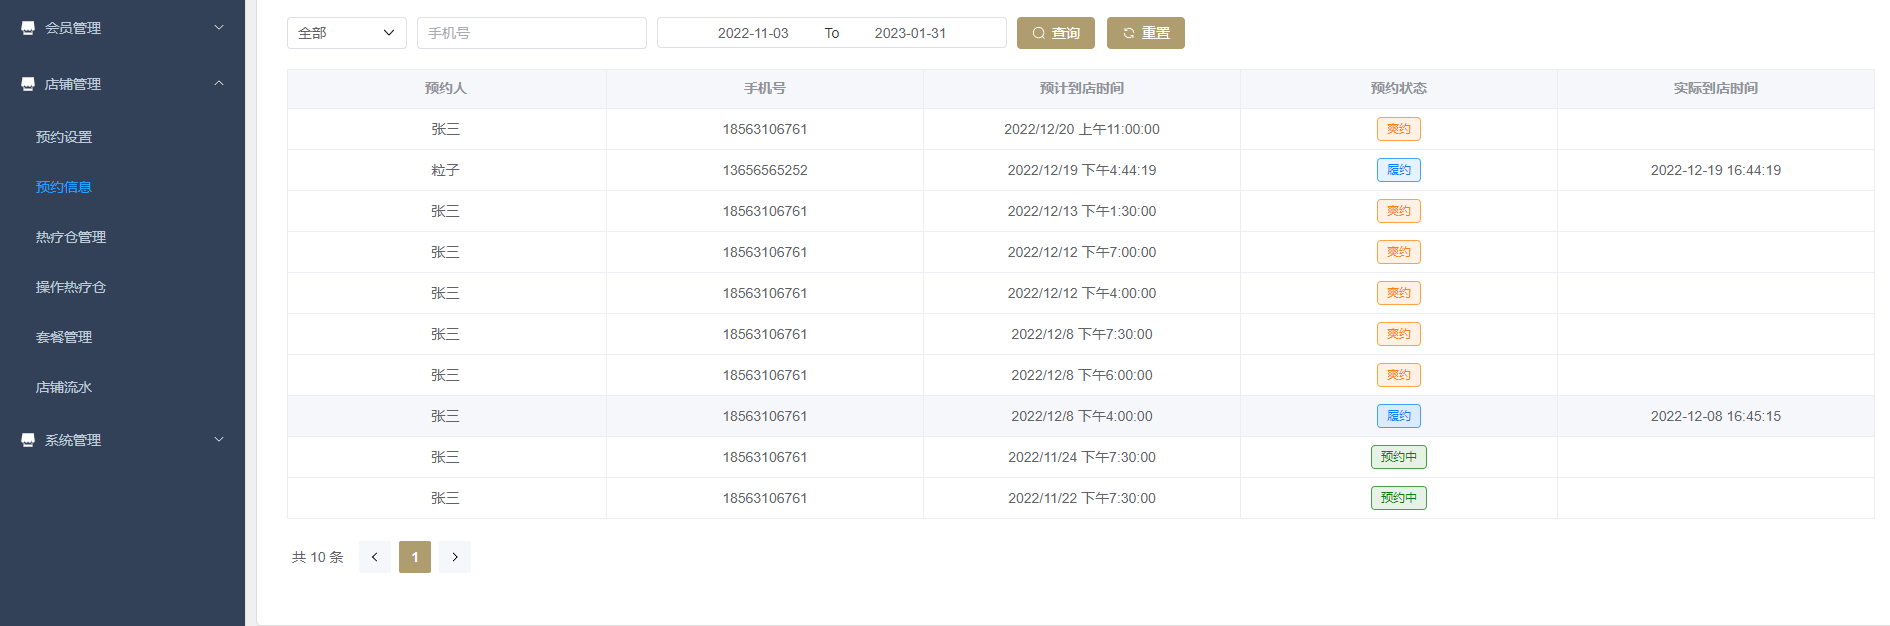 会员管理
店铺管理
预约设置
预约信息
热疗仓管理
操作热疗仓
套餐管理
店铺流水
系统管理
全部 手机号 2022-11-03 To 2023-01-31 查询 重置
预约人 手机号 预计到店时间 预约状态 实际到店时间
张三 18563106761 2022/12/20 上午11:00:00 爽约
粒子 13656565252 2022/12/19 下午4:44:19 履约 2022-12-19 16:44:19
张三 18563106761 2022/12/13 下午1:30:00 爽约
张三 18563106761 2022/12/12 下午7:00:00 爽约
张三 18563106761 2022/12/12 下午4:00:00 爽约
张三 18563106761 2022/12/8 下午7:30:00 爽约
张三 18563106761 2022/12/8 下午6:00:00 爽约
张三 18563106761 2022/12/8 下午4:00:00 履约 2022-12-08 16:45:15
张三 18563106761 2022/11/24 下午7:30:00 预约中
张三 18563106761 2022/11/22 下午7:30:00 预约中
共 10 条 1